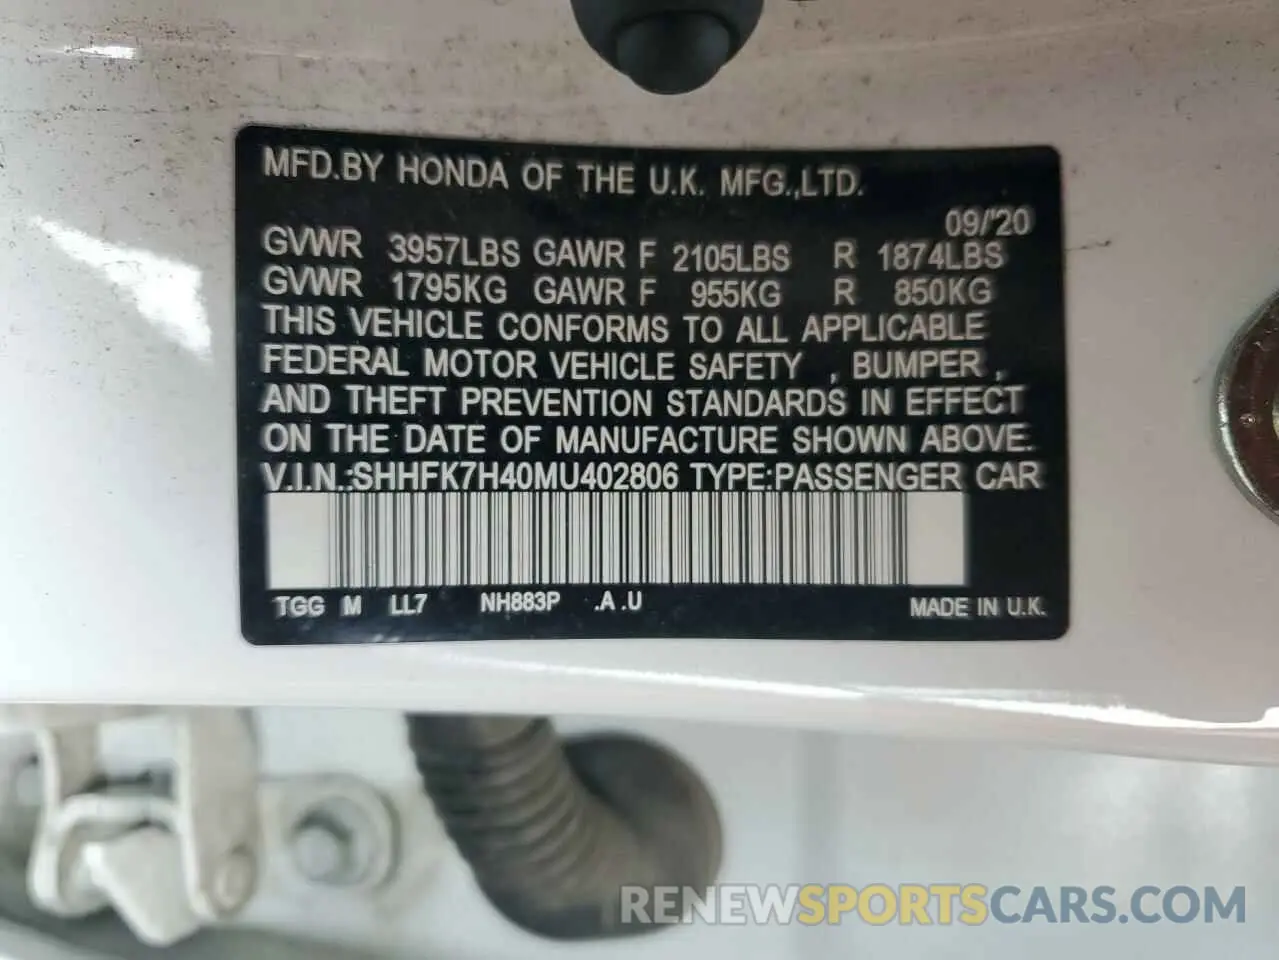 MFD.BY HONDA OF THE U.K. MFG.,LTD.
09/'20
GVWR 3957LBS GAWR F 2105LBS R 1874LBS
GVWR 1795KG GAWR F 955KG R 850KG
THIS VEHICLE CONFORMS TO ALL APPLICABLE
FEDERAL MOTOR VEHICLE SAFETY , BUMPER ,
AND THEFT PREVENTION STANDARDS IN EFFECT
ON THE DATE OF MANUFACTURE SHOWN ABOVE.
V.I.N.:SHHFK7H40MU402806 TYPE:PASSENGER CAR
TGG M LL7 NH883P .A .U MADE IN U.K.
RENEWSPORTSCARS.COM